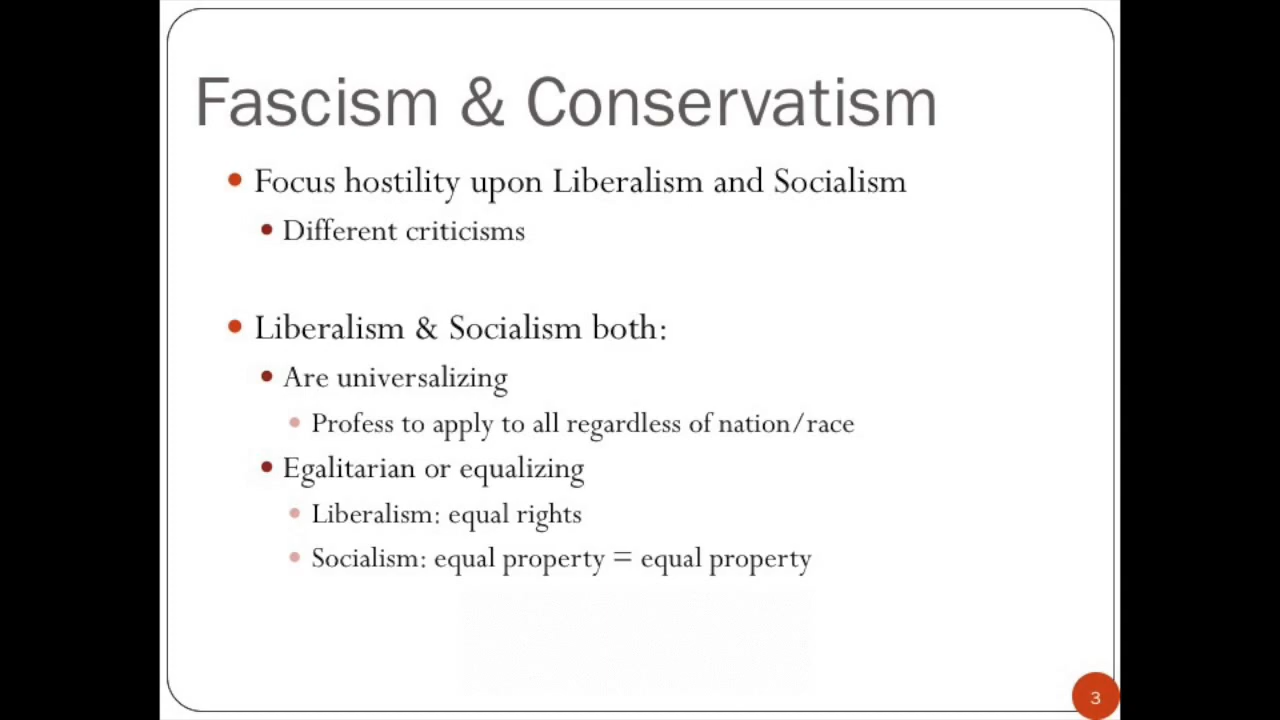 Fascism & Conservatism
Focus hostility upon Liberalism and Socialism
Different criticisms
Liberalism & Socialism both:
Are universalizing
Profess to apply to all regardless of nation/race
Egalitarian or equalizing
Liberalism: equal rights
Socialism: equal property = equal property
3